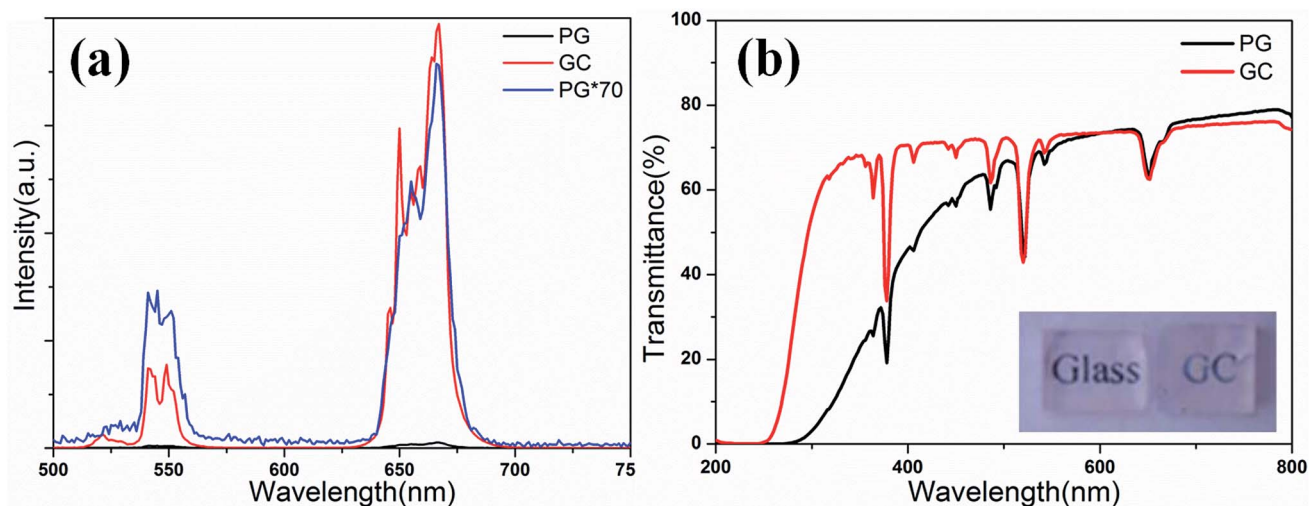 (a)
PG
GC
PG*70
Intensity(a.u.)
500
550
600
650
700
75
Wavelength(nm)
(b)
PG
GC
Transmittance(%)
100
80
60
40
20
0
200
400
600
800
Wavelength(nm)
Glass GC